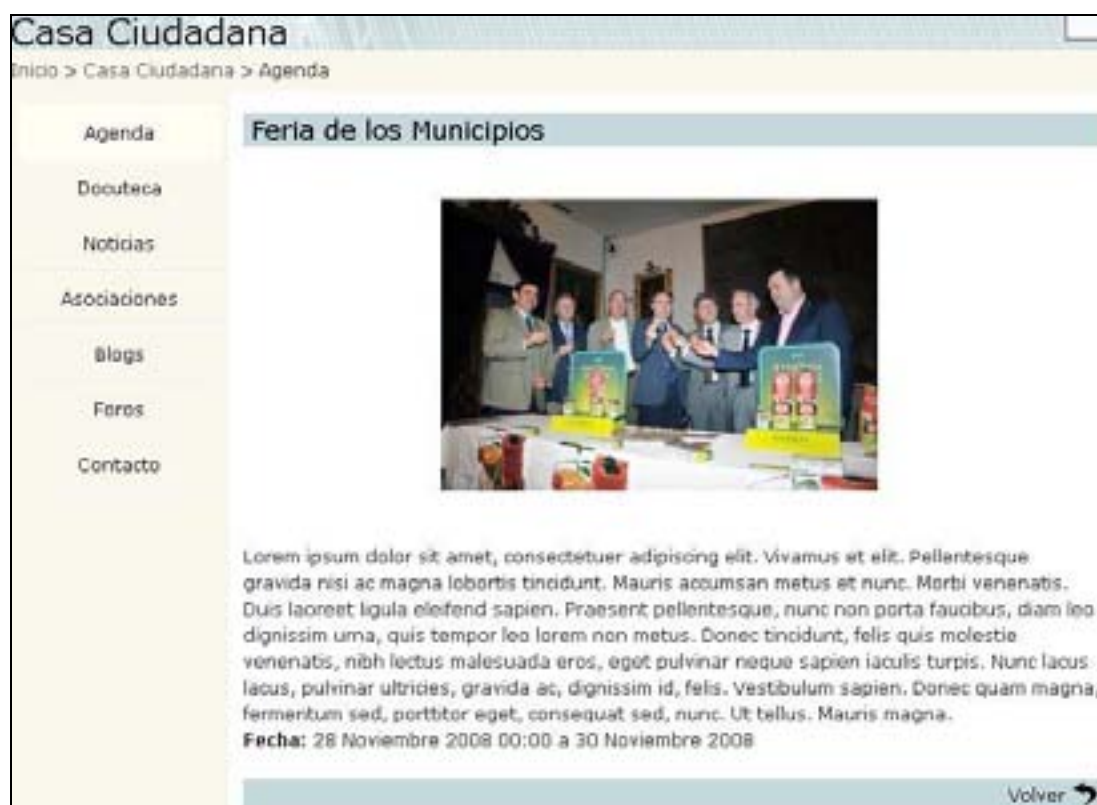 Casa Ciudadana
Inicio > Casa Ciudadana > Agenda
Agenda
Docuteca
Noticias
Asociaciones
Blogs
Foros
Contacto
Feria de los Municipios
Lorem ipsum dolor sit amet, consectetuer adipiscing elit. Vivamus et elit. Pellentesque
gravida nisi ac magna lobortis tincidunt. Mauris accumsan metus et nunc. Morbi venenatis.
Duis laoreet ligula eleifend sapien. Praesent pellentesque, nunc non porta faucibus, diam leo
dignissim urna, quis tempor leo lorem non metus. Donec tincidunt, felis quis molestie
venenatis, nibh lectus malesuada eros, eget pulvinar neque sapien iaculis turpis. Nunc lacus
lacus, pulvinar ultricies, gravida ac, dignissim id, felis. Vestibulum sapien. Donec quam magna,
fermentum sed, porttitor eget, consequat sed, nunc. Ut tellus. Mauris magna.
Fecha: 28 Noviembre 2008 00:00 a 30 Noviembre 2008
Volver